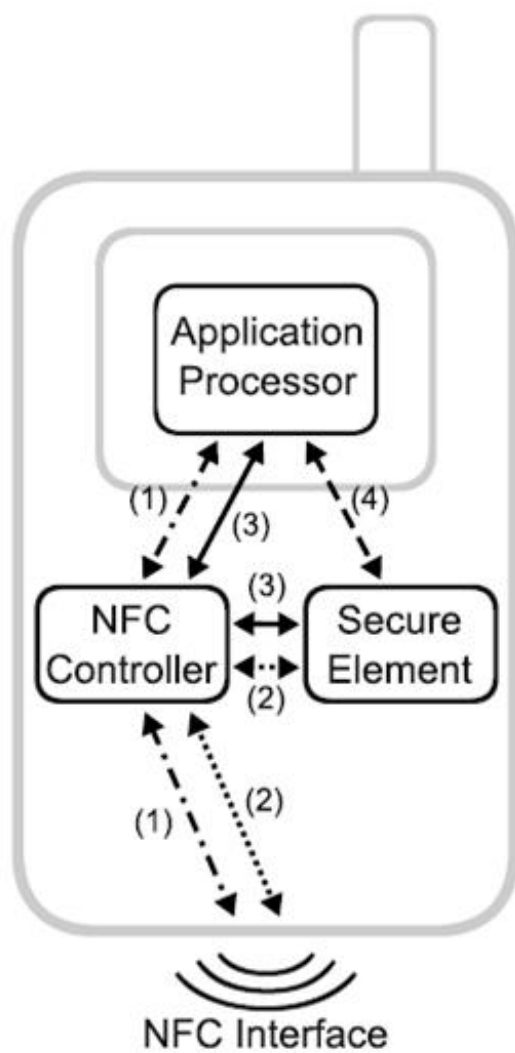 Application
Processor
(1)
(3)
(4)
NFC
Controller
(3)
(2)
Secure
Element
(1)
(2)
NFC Interface